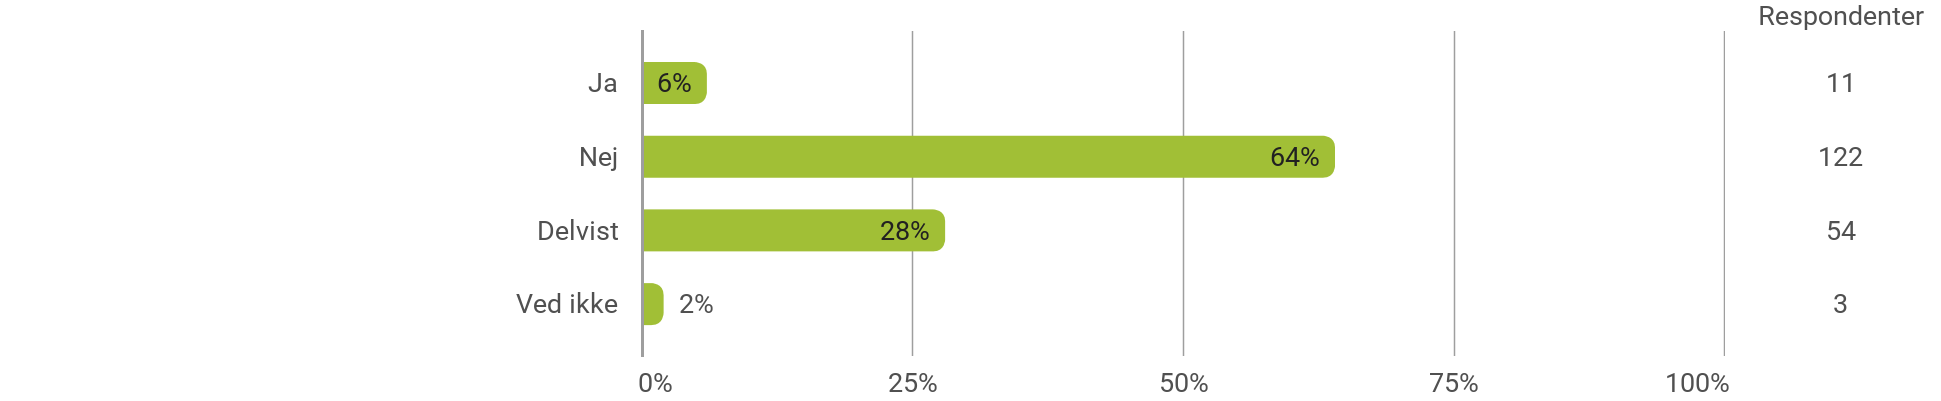 Respondenter
Ja 6% 11
Nej 64% 122
Delvist 28% 54
Ved ikke 2% 3
0% 25% 50% 75% 100%